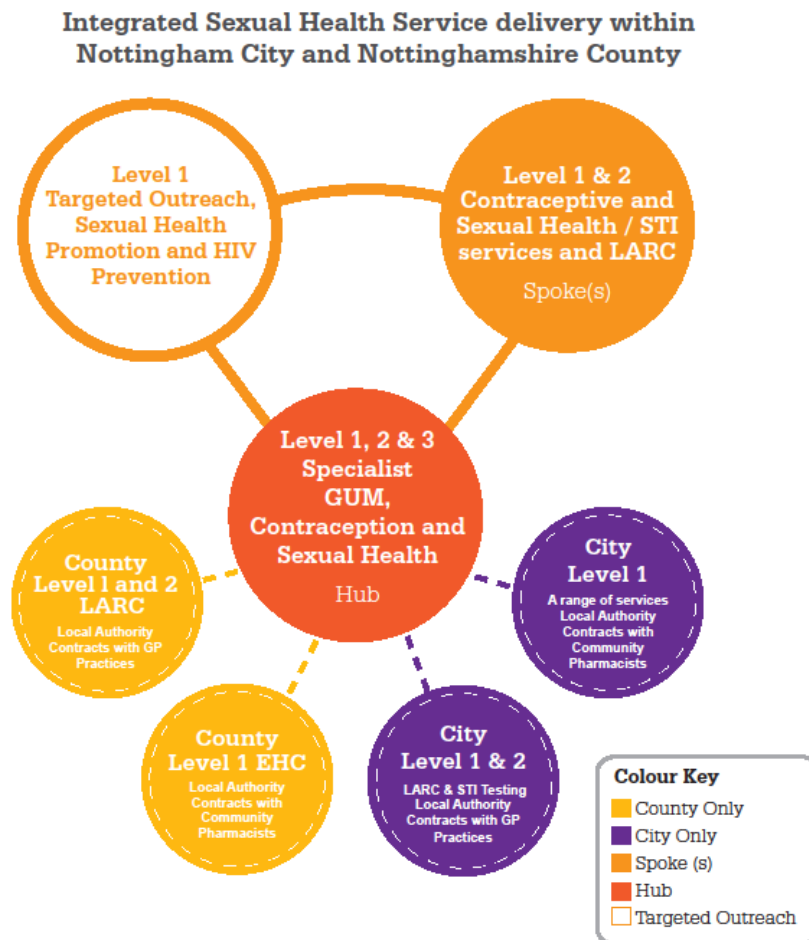 Integrated Sexual Health Service delivery within
Nottingham City and Nottinghamshire County
Level 1
Targeted Outreach,
Sexual Health
Promotion and HIV
Prevention
Level 1 & 2
Contraceptive and
Sexual Health / STI
services and LARC
Spoke(s)
Level 1, 2 & 3
Specialist
GUM,
Contraception and
Sexual Health
Hub
County
Level l and 2
LARC
Local Authority
Contracts with GP
Practices
City
Level 1
A range of services
Local Authority
Contracts with
Community
Pharmacists
County
Level 1 EHC
Local Authority
Contracts with
Community
Pharmacists
City
Level 1 & 2
LARC & STI Testing
Local Authority
Contracts with GP
Practices
Colour Key
County Only
City Only
Spoke (s)
Hub
Targeted Outreach